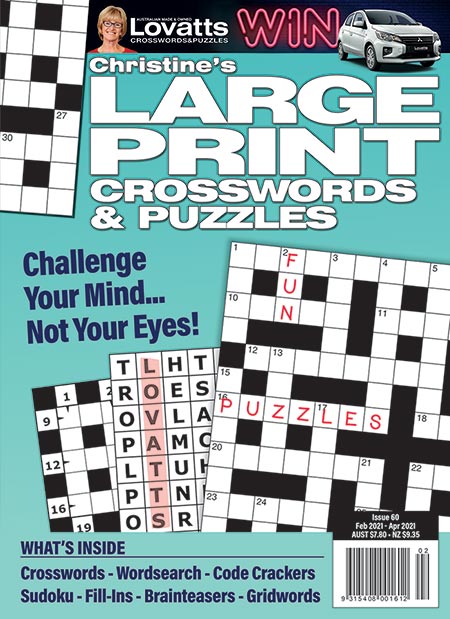 AUSTRALIAN MADE & OWNED
Lovatts
CROSSWORDS&PUZZLES
WIN
Christine's
LARGE
PRINT
CROSSWORDS
& PUZZLES
27
30
Challenge
Your Mind...
Not Your Eyes!
1 2 3 4 5
F
U
10 11
N
12 13
15
16 17 18
PUZZLES
20 21
22
23 24
1 2
9
12
16
19
T L H T
R O E S
O V L A
P A M O
L T U
P T N
O S R
Issue 60
Feb 2021 - Apr 2021
AUST $7.80 • NZ $9.35
WHAT'S INSIDE
Crosswords - Wordsearch - Code Crackers
Sudoku - Fill-Ins - Brainteasers - Gridwords
02
9 315408 001612